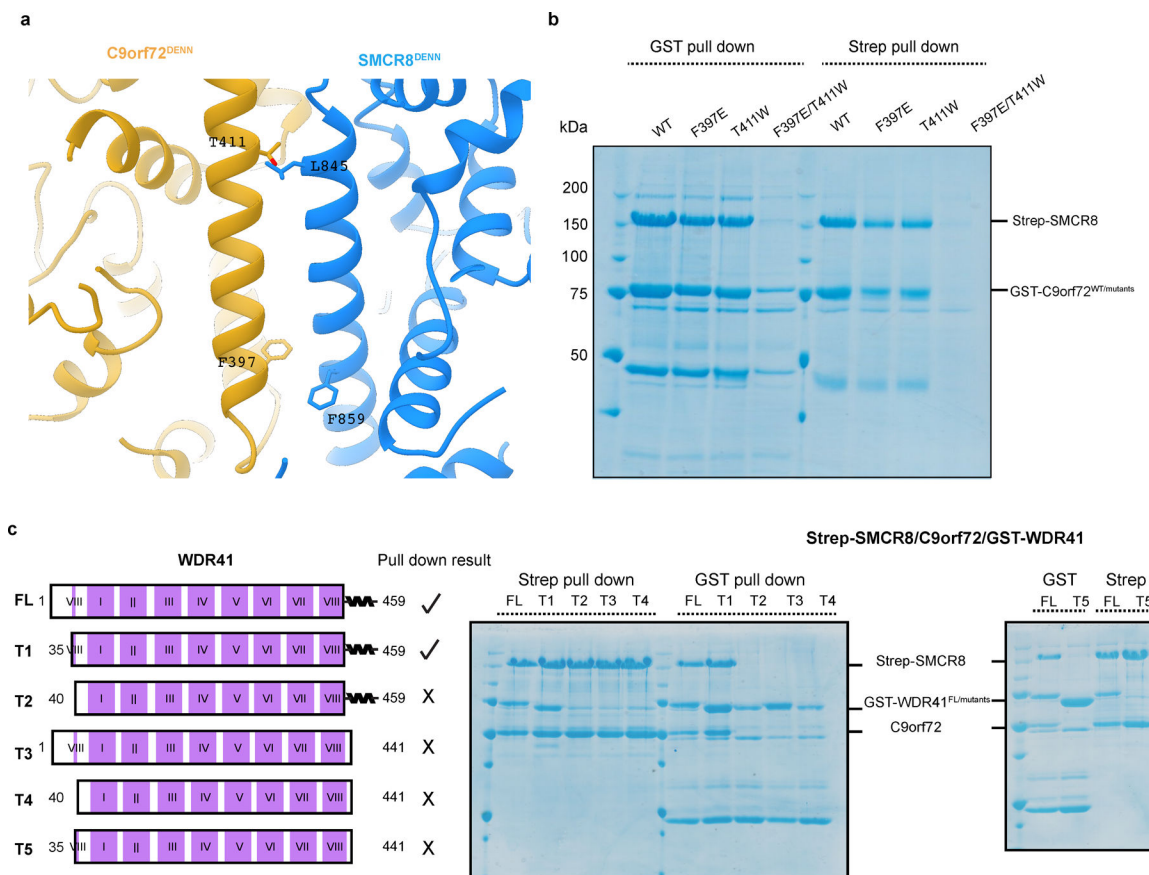 a
C9orf72DENN
SMCR8DENN
T411
L845
F397
F859
b
GST pull down
Strep pull down
WT
F397E
T411W
F397E/T411W
WT
F397E
T411W
F397E/T411W
kDa
200
150
100
75
50
Strep-SMCR8
GST-C9orf72WT/mutants
c
WDR41
Pull down result
FL 1 VIII I II III IV V VI VII VIII 459 ✓
T1 35 VIII I II III IV V VI VII VIII 459 ✓
T2 40 I II III IV V VI VII VIII 459 X
T3 1 VIII I II III IV V VI VII VIII 441 X
T4 40 I II III IV V VI VII VIII 441 X
T5 35 VIII I II III IV V VI VII VIII 441 X
Strep-SMCR8/C9orf72/GST-WDR41
Strep pull down
GST pull down
FL T1 T2 T3 T4
FL T1 T2 T3 T4
Strep-SMCR8
GST-WDR41FL/mutants
C9orf72
GST
Strep
FL T5 FL T5